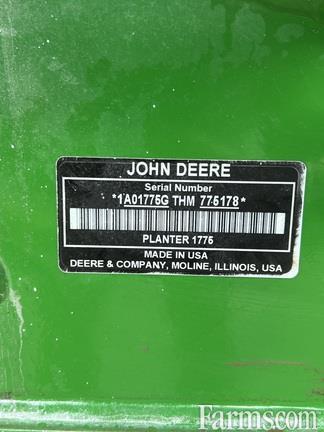 JOHN DEERE
Serial Number
*1A01775G THM 775178*
PLANTER 1775
MADE IN USA
DEERE & COMPANY, MOLINE, ILLINOIS, USA
Farms.com